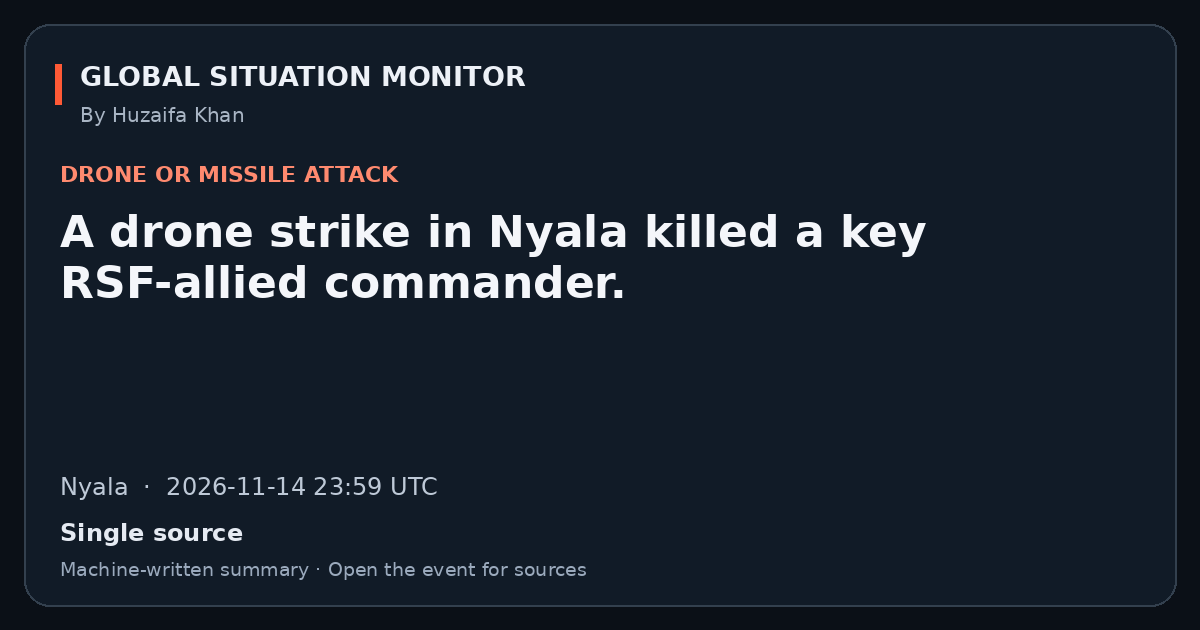 GLOBAL SITUATION MONITOR
By Huzaifa Khan
DRONE OR MISSILE ATTACK
A drone strike in Nyala killed a key
RSF-allied commander.
Nyala · 2026-11-14 23:59 UTC
Single source
Machine-written summary · Open the event for sources